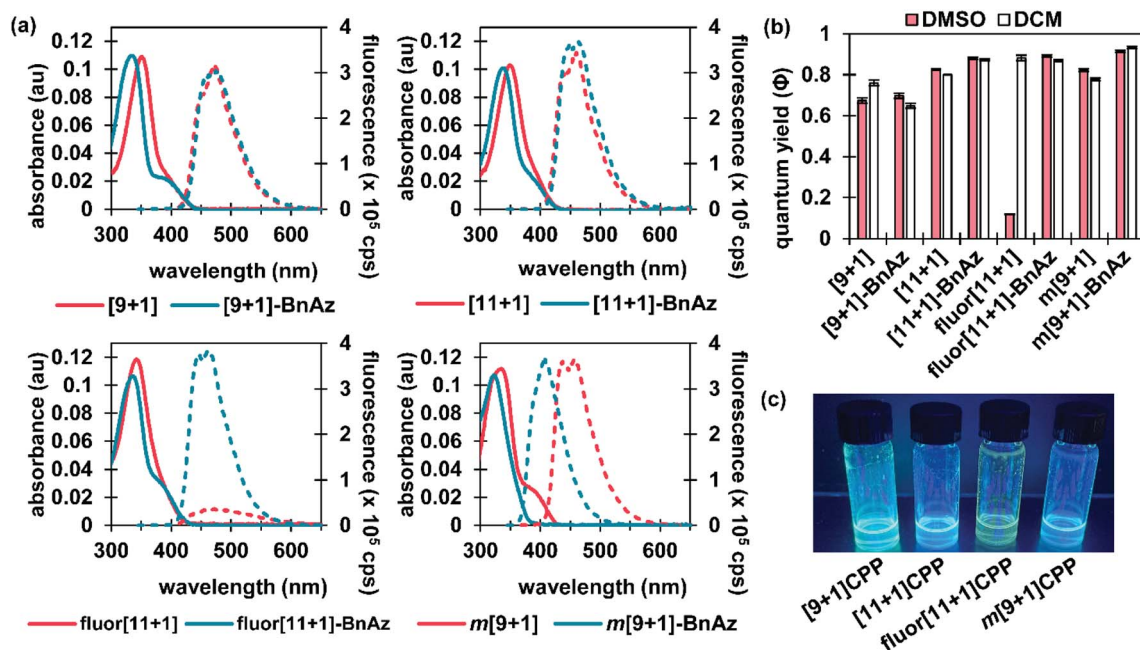 (a)
absorbance (au)
0.12
0.1
0.08
0.06
0.04
0.02
0
300 400 500 600
wavelength (nm)
4
3
2
1
0
fluorescence (x 10⁵ cps)
[9+1] [9+1]-BnAz
absorbance (au)
0.12
0.1
0.08
0.06
0.04
0.02
0
300 400 500 600
wavelength (nm)
4
3
2
1
0
fluorescence (x 10⁵ cps)
[11+1] [11+1]-BnAz
absorbance (au)
0.12
0.1
0.08
0.06
0.04
0.02
0
300 400 500 600
wavelength (nm)
4
3
2
1
0
fluorescence (x 10⁵ cps)
fluor[11+1] fluor[11+1]-BnAz
absorbance (au)
0.12
0.1
0.08
0.06
0.04
0.02
0
300 400 500 600
wavelength (nm)
4
3
2
1
0
fluorescence (x 10⁵ cps)
m[9+1] m[9+1]-BnAz
(b)
DMSO DCM
quantum yield (Φ)
1
0.8
0.6
0.4
0.2
0
[9+1]
[9+1]-BnAz
[11+1]
[11+1]-BnAz
fluor[11+1]
fluor[11+1]-BnAz
m[9+1]
m[9+1]-BnAz
(c)
[9+1]CPP
[11+1]CPP
fluor[11+1]CPP
m[9+1]CPP